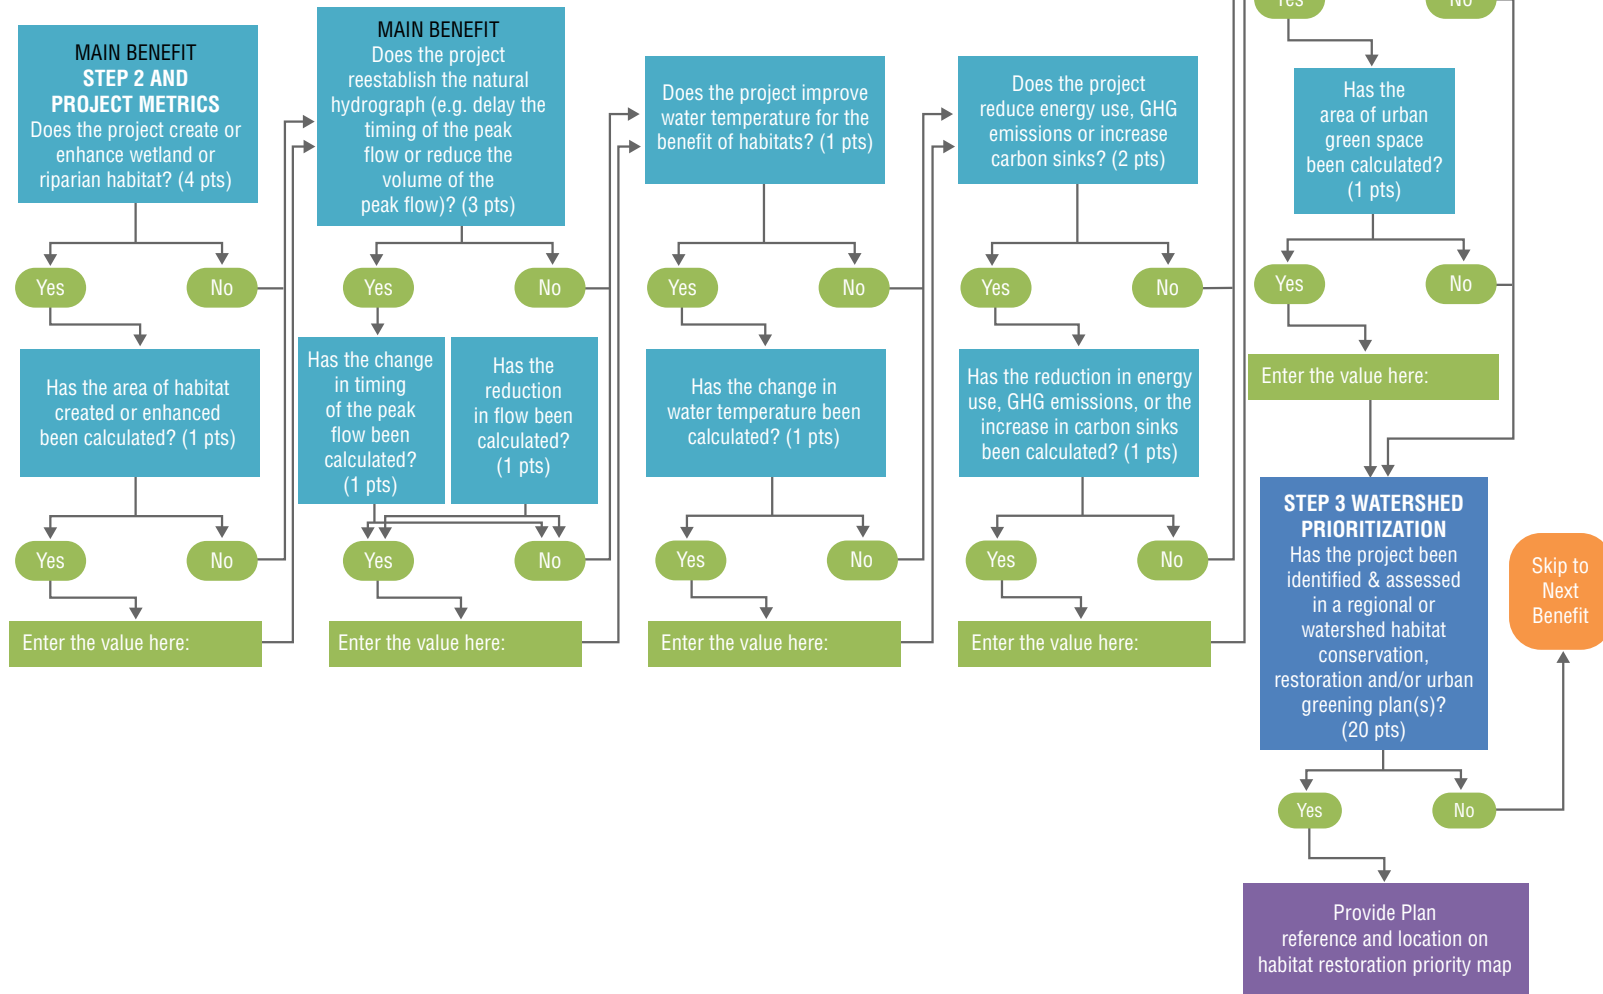 MAIN BENEFIT
STEP 2 AND
PROJECT METRICS
Does the project create or
enhance wetland or
riparian habitat? (4 pts)
Yes
No
Has the area of habitat
created or enhanced
been calculated? (1 pts)
Yes
No
Enter the value here:
MAIN BENEFIT
Does the project
reestablish the natural
hydrograph (e.g. delay the
timing of the peak
flow or reduce the
volume of the
peak flow)? (3 pts)
Yes
No
Has the change
in timing
of the peak
flow been
calculated?
(1 pts)
Has the
reduction
in flow been
calculated?
(1 pts)
Yes
No
Enter the value here:
Does the project improve
water temperature for the
benefit of habitats? (1 pts)
Yes
No
Has the change in
water temperature been
calculated? (1 pts)
Yes
No
Enter the value here:
Does the project
reduce energy use, GHG
emissions or increase
carbon sinks? (2 pts)
Yes
No
Has the reduction in energy
use, GHG emissions, or the
increase in carbon sinks
been calculated? (1 pts)
Yes
No
Enter the value here:
Yes
No
Has the
area of urban
green space
been calculated?
(1 pts)
Yes
No
Enter the value here:
STEP 3 WATERSHED
PRIORITIZATION
Has the project been
identified & assessed
in a regional or
watershed habitat
conservation,
restoration and/or urban
greening plan(s)?
(20 pts)
Yes
No
Skip to
Next
Benefit
Provide Plan
reference and location on
habitat restoration priority map